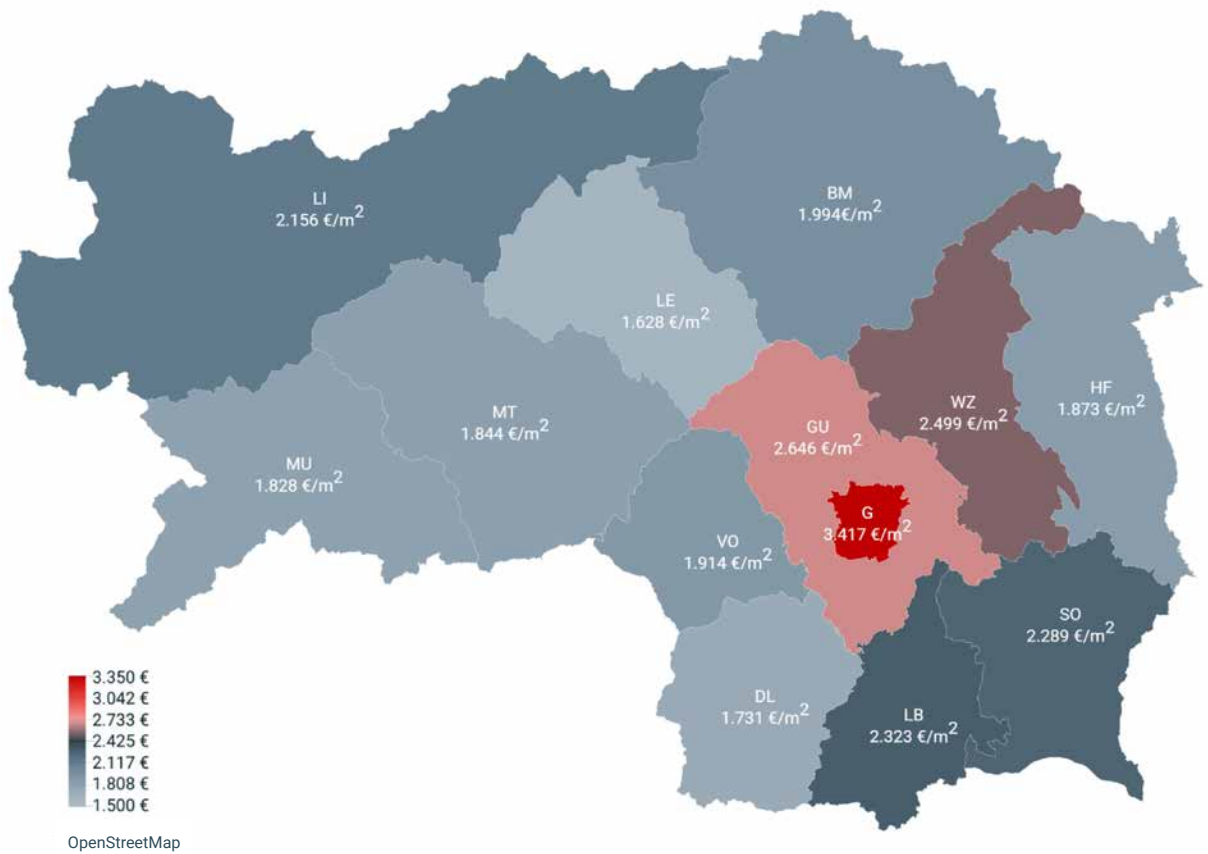 LI
2.156 €/m²
BM
1.994€/m²
LE
1.628 €/m²
HF
1.873 €/m²
WZ
2.499 €/m²
MT
1.844 €/m²
GU
2.646 €/m²
MU
1.828 €/m²
G
3.417 €/m²
VO
1.914 €/m²
SO
2.289 €/m²
DL
1.731 €/m²
LB
2.323 €/m²
3.350 €
3.042 €
2.733 €
2.425 €
2.117 €
1.808 €
1.500 €
OpenStreetMap